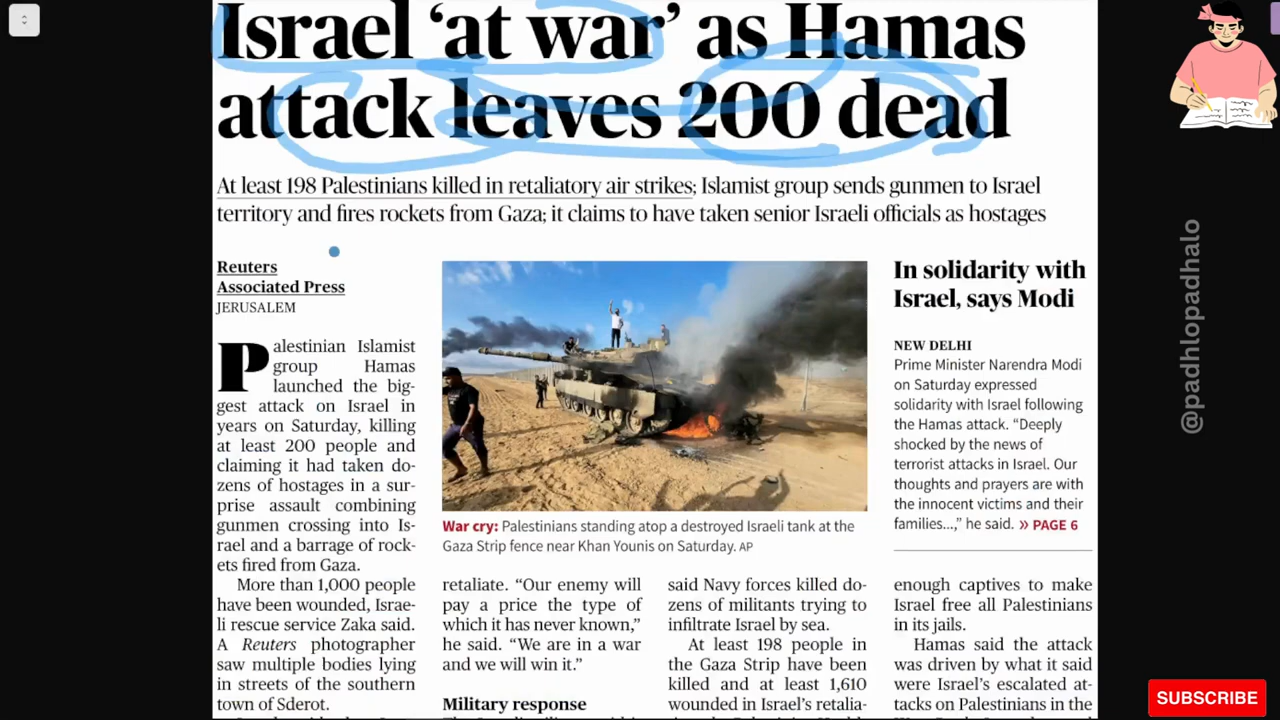 Israel ‘at war’ as Hamas
attack leaves 200 dead
At least 198 Palestinians killed in retaliatory air strikes; Islamist group sends gunmen to Israel
territory and fires rockets from Gaza; it claims to have taken senior Israeli officials as hostages
Reuters
Associated Press
JERUSALEM
Palestinian Islamist
group Hamas
launched the big-
gest attack on Israel in
years on Saturday, killing
at least 200 people and
claiming it had taken do-
zens of hostages in a sur-
prise assault combining
gunmen crossing into Is-
rael and a barrage of rock-
ets fired from Gaza.
More than 1,000 people
have been wounded, Israe-
li rescue service Zaka said.
A Reuters photographer
saw multiple bodies lying
in streets of the southern
town of Sderot.
War cry: Palestinians standing atop a destroyed Israeli tank at the
Gaza Strip fence near Khan Younis on Saturday. AP
retaliate. “Our enemy will
pay a price the type of
which it has never known,”
he said. “We are in a war
and we will win it.”
Military response
said Navy forces killed do-
zens of militants trying to
infiltrate Israel by sea.
At least 198 people in
the Gaza Strip have been
killed and at least 1,610
wounded in Israel’s retalia-
In solidarity with
Israel, says Modi
NEW DELHI
Prime Minister Narendra Modi
on Saturday expressed
solidarity with Israel following
the Hamas attack. “Deeply
shocked by the news of
terrorist attacks in Israel. Our
thoughts and prayers are with
the innocent victims and their
families...,” he said. » PAGE 6
enough captives to make
Israel free all Palestinians
in its jails.
Hamas said the attack
was driven by what it said
were Israel’s escalated at-
tacks on Palestinians in the
@padhlopadhalo
SUBSCRIBE